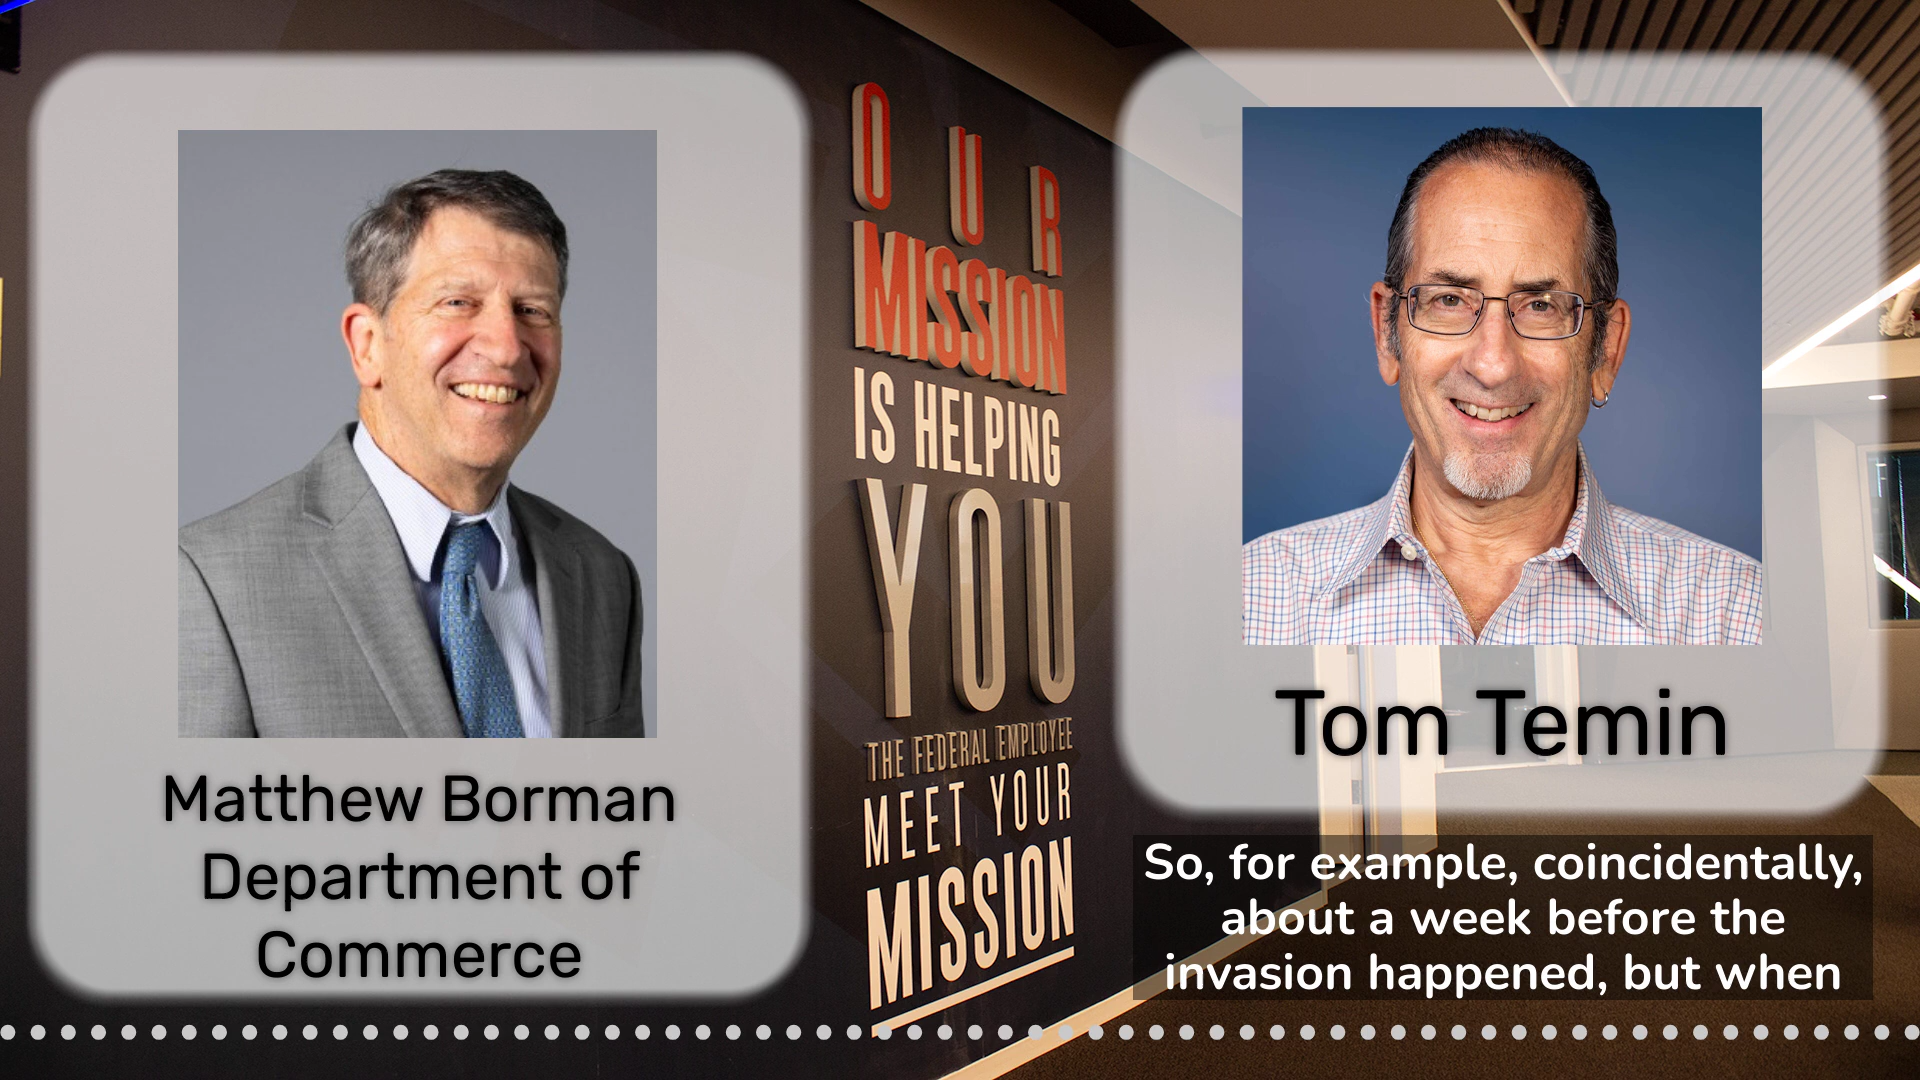 Matthew Borman
Department of
Commerce
OUR
MISSION
IS HELPING
YOU
THE FEDERAL EMPLOYEE
MEET YOUR
MISSION
Tom Temin
So, for example, coincidentally,
about a week before the
invasion happened, but when